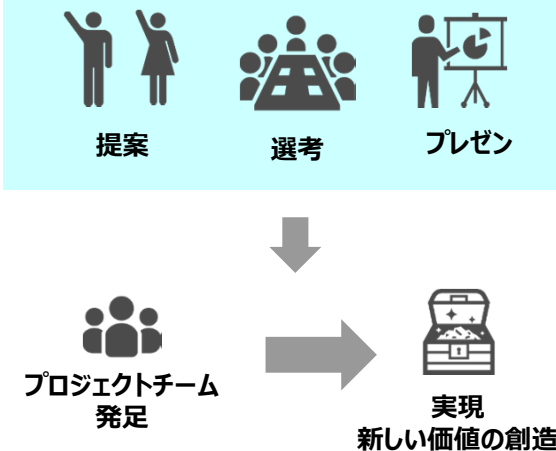 提案
選考
プレゼン
プロジェクトチーム
発足
実現
新しい価値の創造